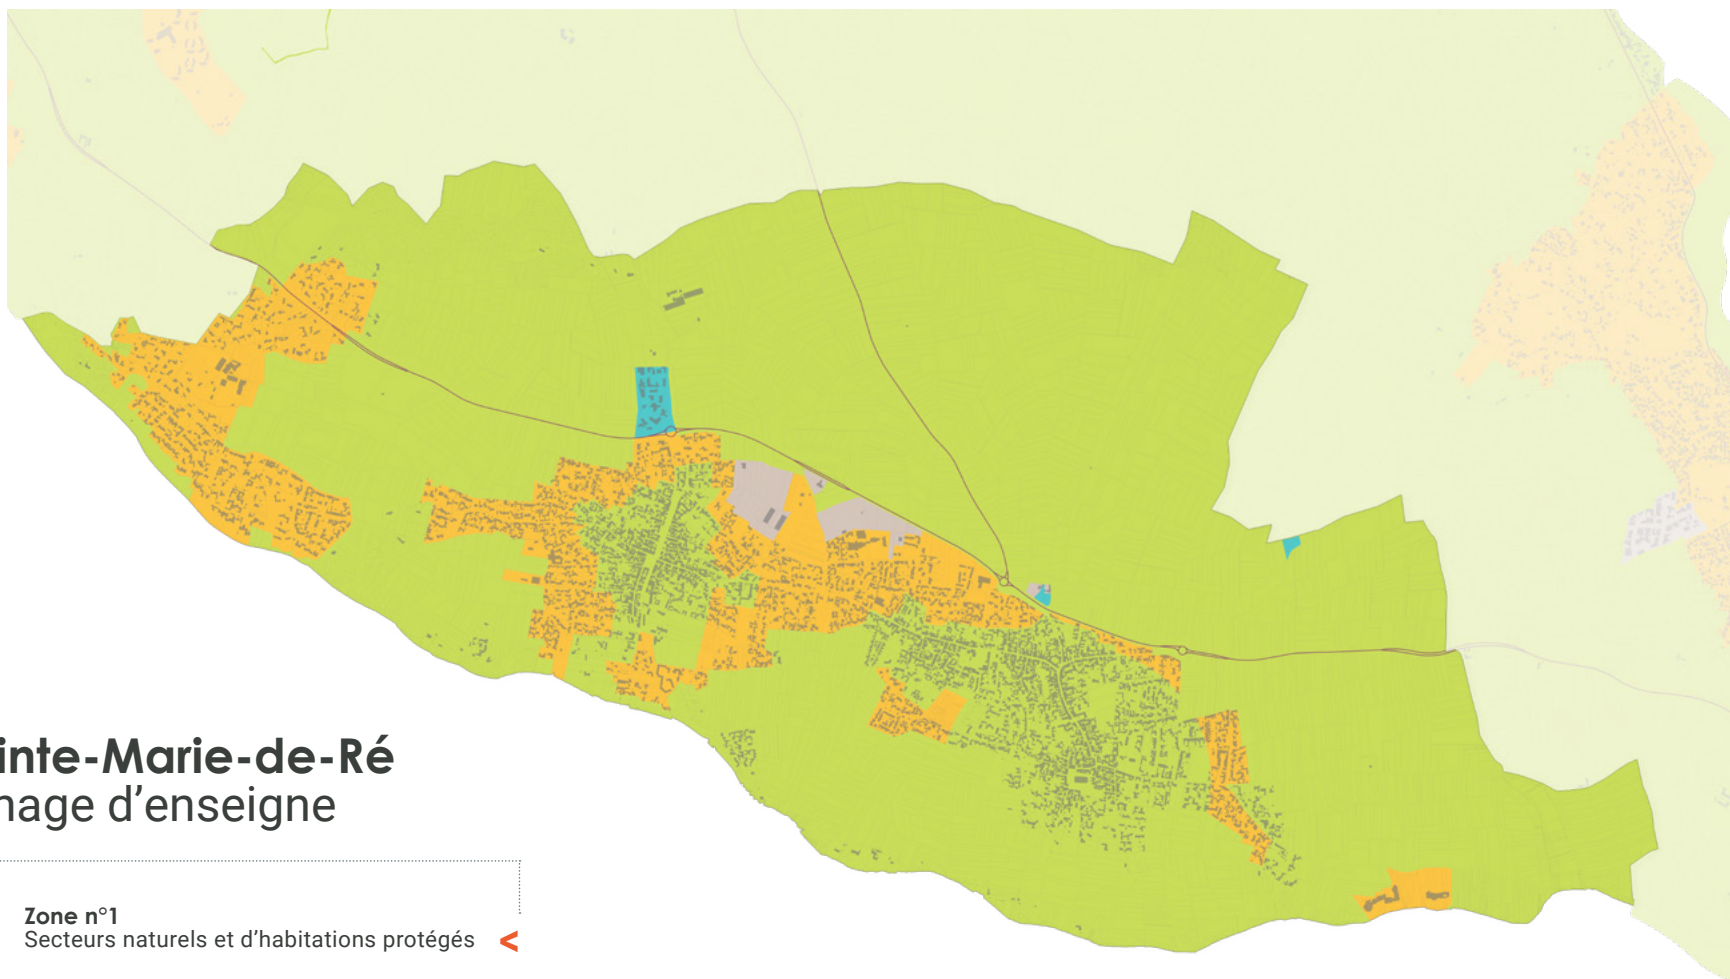 inte-Marie-de-Ré
nage d'enseigne
Zone n°1
Secteurs naturels et d'habitations protégés <